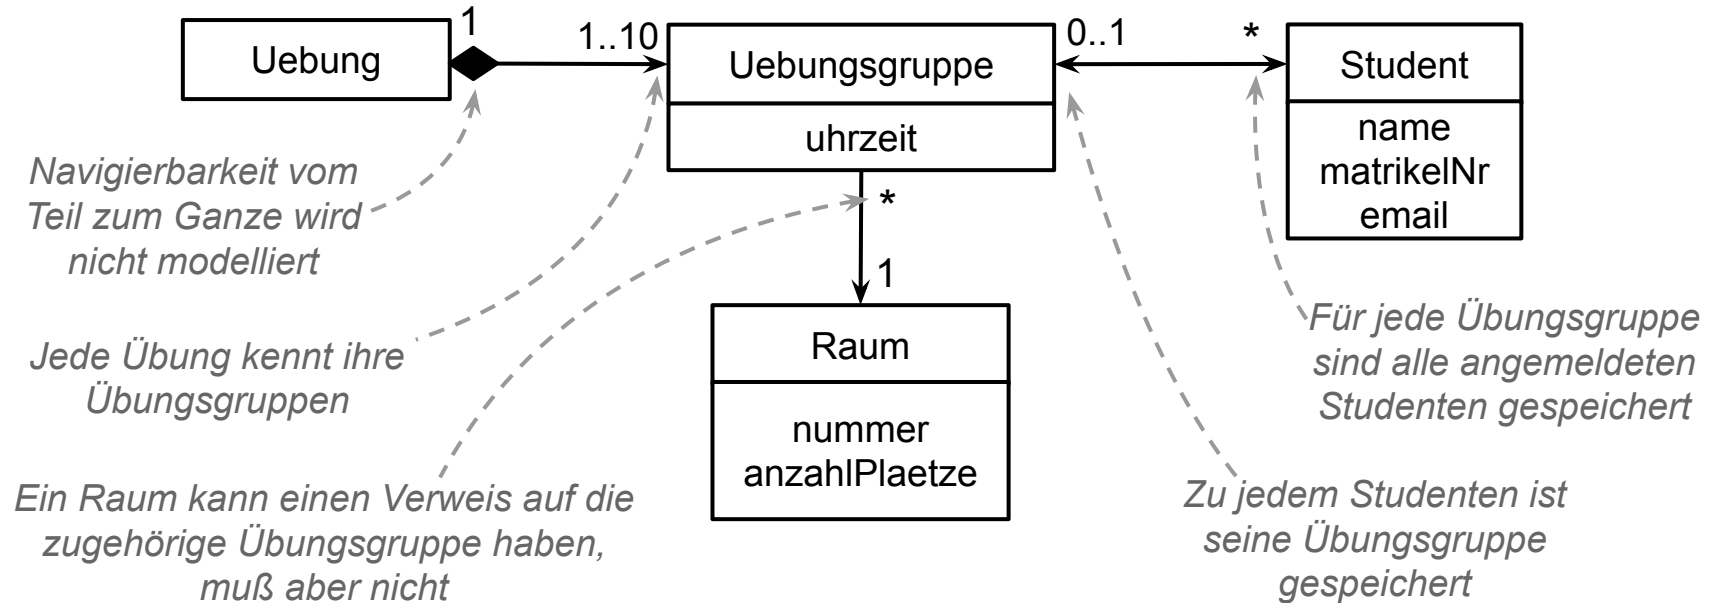 1
1..10
0..1
*
Uebung
Uebungsgruppe
Student
uhrzeit
name
matrikelNr
email
Navigierbarkeit vom
Teil zum Ganze wird
nicht modelliert
*
1
Jede Übung kennt ihre
Übungsgruppen
Raum
nummer
anzahlPlaetze
Für jede Übungsgruppe
sind alle angemeldeten
Studenten gespeichert
Ein Raum kann einen Verweis auf die
zugehörige Übungsgruppe haben,
muß aber nicht
Zu jedem Studenten ist
seine Übungsgruppe
gespeichert